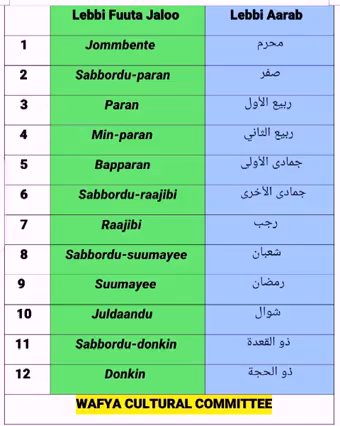 Lebbi Fuuta Jaloo Lebbi Aarab
1 Jommbente محرم
2 Sabbordu-paran صفر
3 Paran ربيع الأول
4 Min-paran ربيع الثاني
5 Bapparan جمادى الأولى
6 Sabbordu-raajibi جمادى الأخرى
7 Raajibi رجب
8 Sabbordu-suumayee شعبان
9 Suumayee رمضان
10 Juldaandu شوال
11 Sabbordu-donkin ذو القعدة
12 Donkin ذو الحجة
WAFYA CULTURAL COMMITTEE